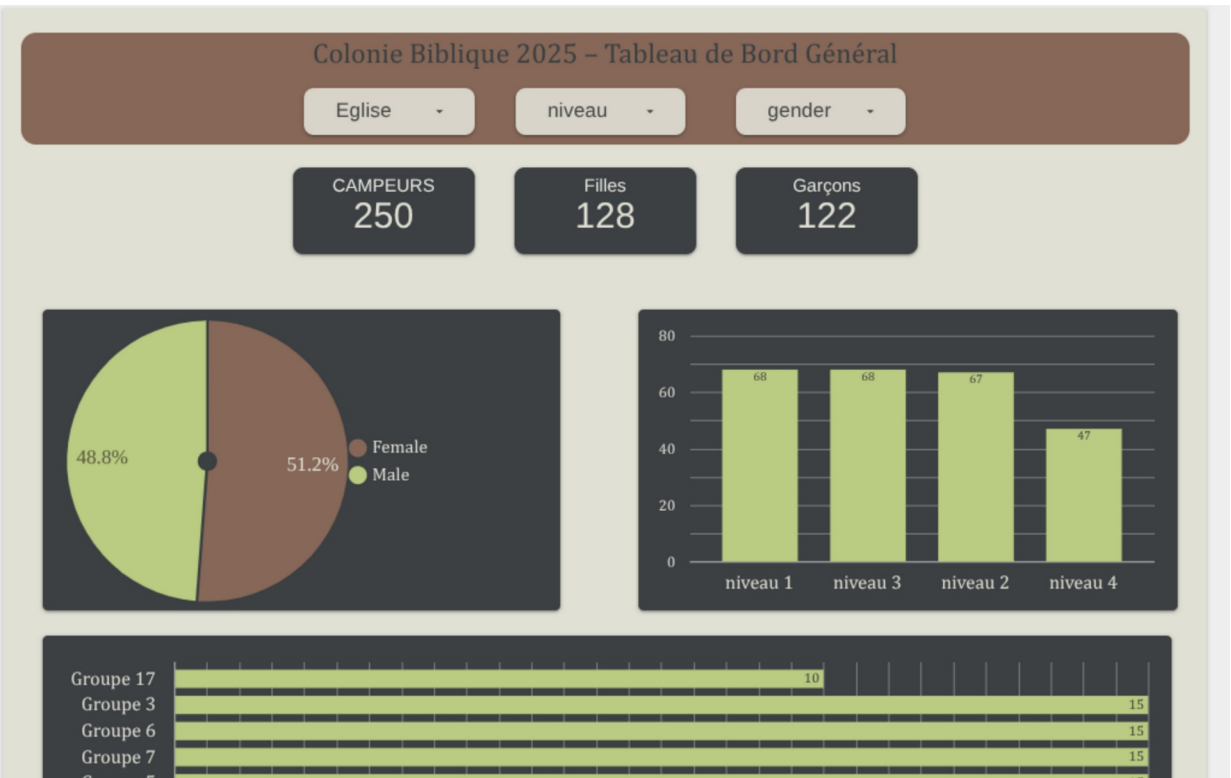 Colonie Biblique 2025 – Tableau de Bord Général
Eglise niveau gender
CAMPEURS Filles Garçons
250 128 122
48.8% 51.2%
Female
Male
80
60
40
20
0
68 68 67 47
niveau 1 niveau 3 niveau 2 niveau 4
Groupe 17 10
Groupe 3 15
Groupe 6 15
Groupe 7 15